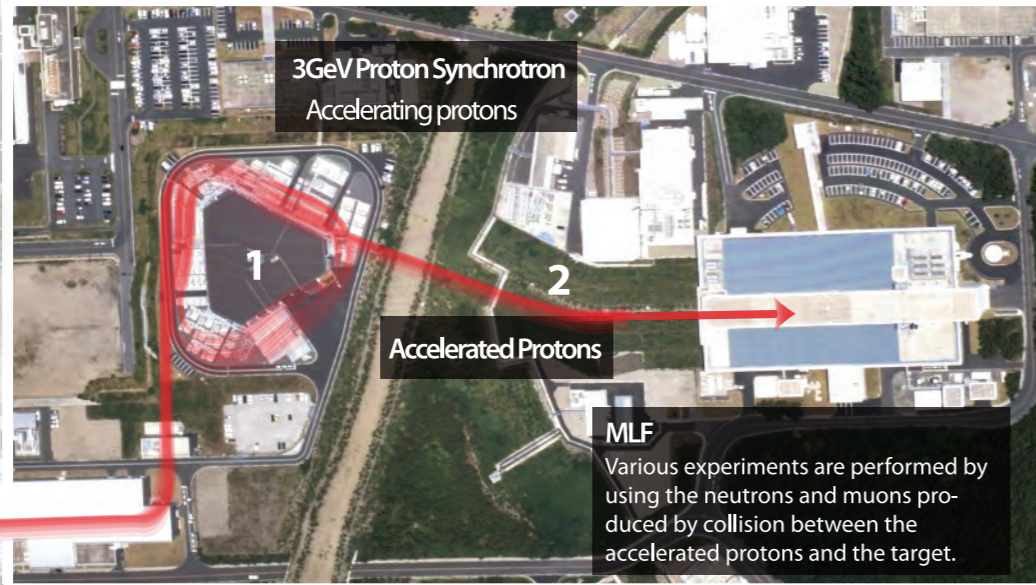 3GeV Proton Synchrotron
Accelerating protons
1
2
Accelerated Protons
MLF
Various experiments are performed by
using the neutrons and muons pro-
duced by collision between the
accelerated protons and the target.